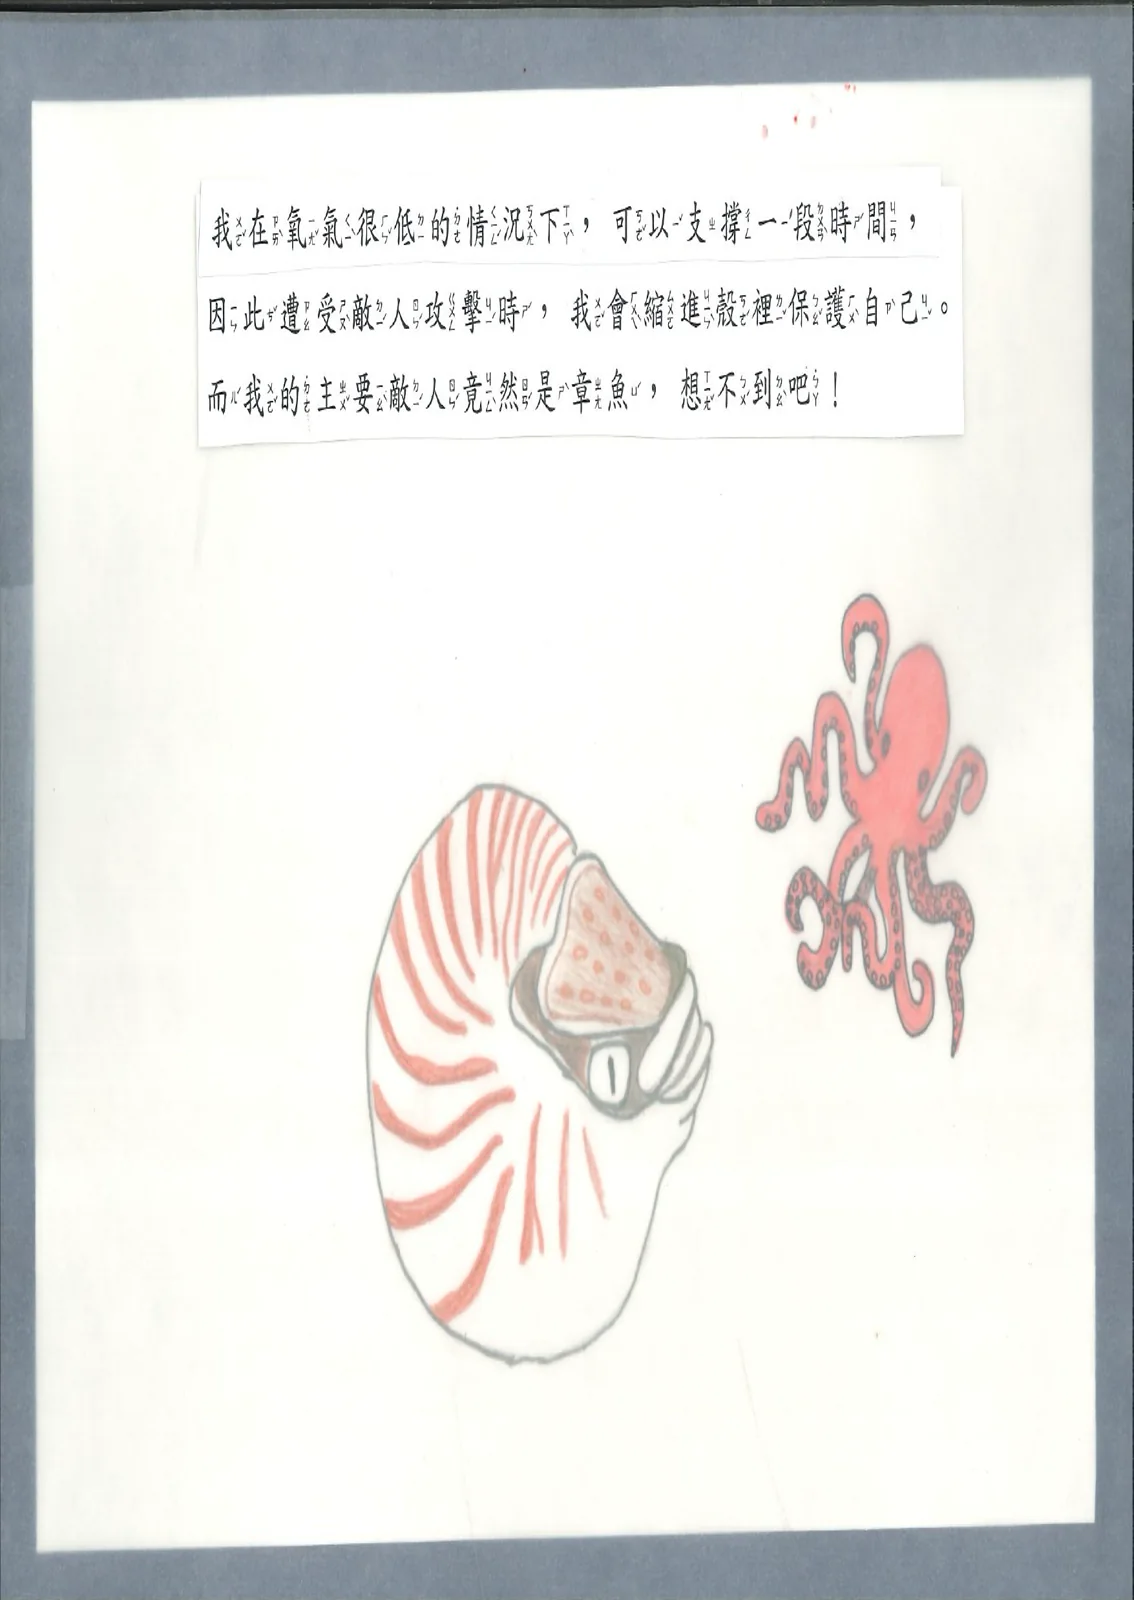 我在氧氣很低的情況下，可以支撐一段時間，
因此遭受敵人攻擊時，我會縮進殼裡保護自己。
而我的主要敵人竟然是章魚，想不到吧！